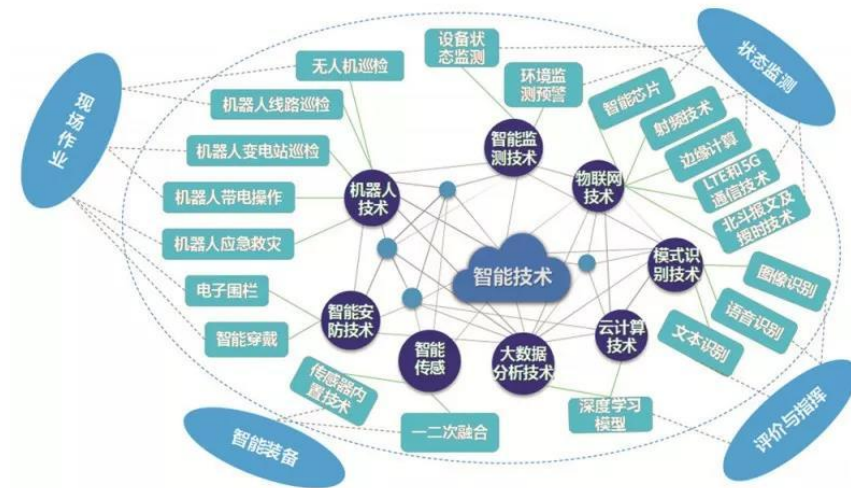 现场作业
无人机巡检
机器人线路巡检
机器人变电站巡检
机器人带电操作
机器人应急救灾
电子围栏
智能穿戴
设备状
态监测
环境监
测预警
智能芯片
射频技术
边缘计算
LTE和5G
通信技术
北斗报文及
授时技术
状态监测
智能监
测技术
物联网
技术
机器人
技术
智能技术
模式识
别技术
图像识别
语音识别
文本识别
智能安
防技术
智能
传感
大数据
分析技术
云计算
技术
传感器内
置技术
一二次融合
深度学习
模型
智能装备
评价与指挥